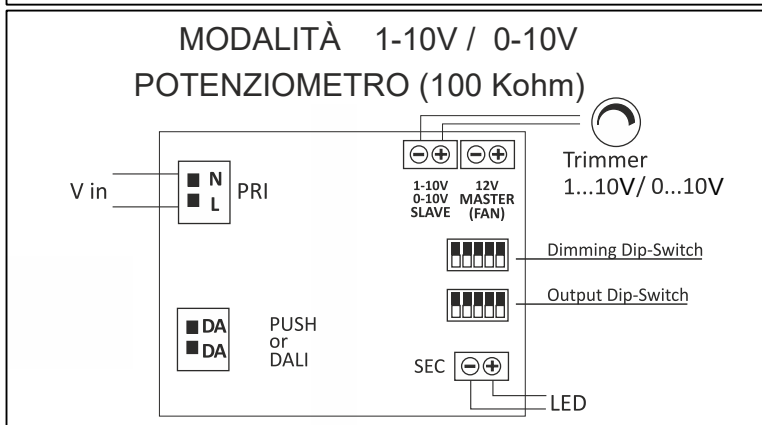 MODALITÀ 1-10V / 0-10V
POTENZIOMETRO (100 Kohm)
V in
N
L
PRI
1-10V
0-10V
SLAVE
12V
MASTER
(FAN)
Trimmer
1...10V/ 0...10V
Dimming Dip-Switch
Output Dip-Switch
DA
DA
PUSH
or
DALI
SEC
LED